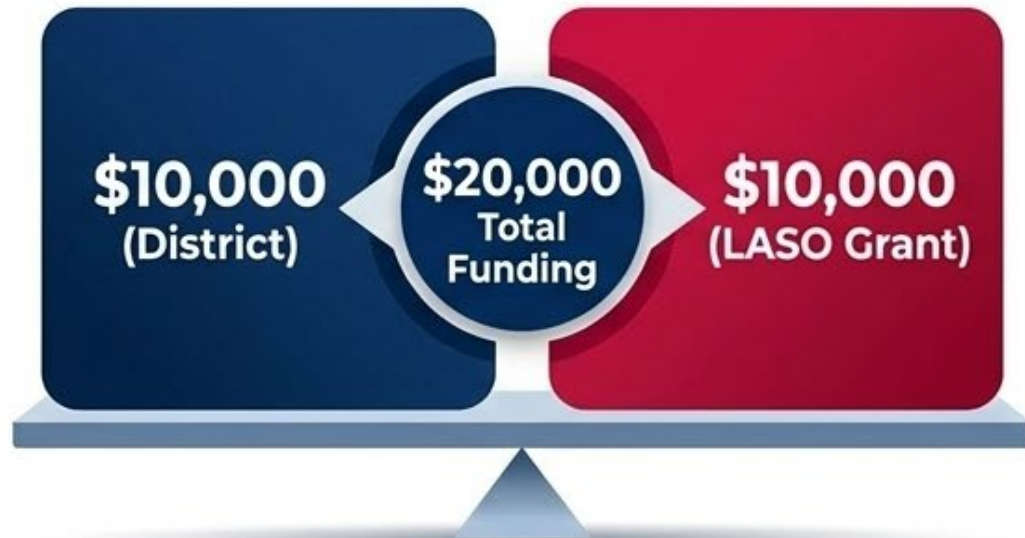 $10,000
(District)
$20,000
Total
Funding
$10,000
(LASO Grant)